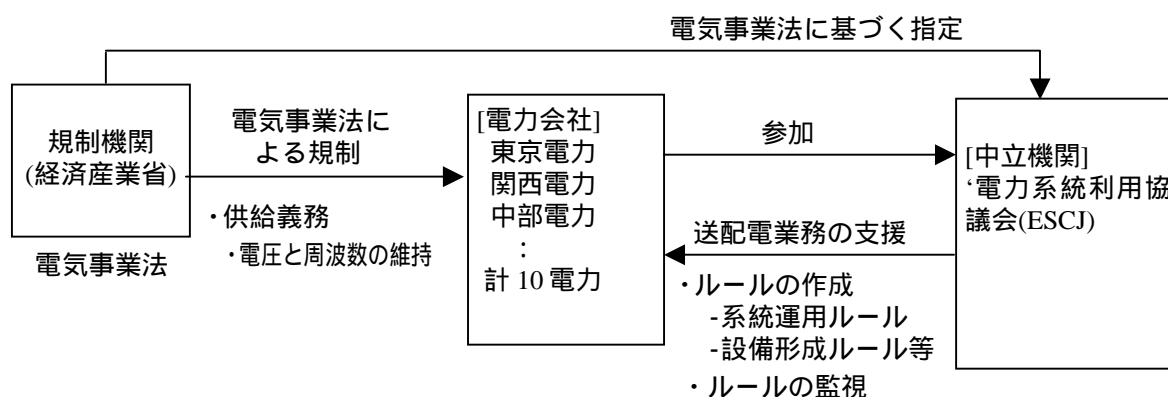 電気事業法に基づく指定
規制機関
(経済産業省)
電気事業法
電気事業法に
よる規制
・供給義務
・電圧と周波数の維持
[電力会社]
東京電力
関西電力
中部電力
:
計 10 電力
参加
送配電業務の支援
・ルールの作成
-系統運用ルール
-設備形成ルール等
・ルールの監視
[中立機関]
‘電力系統利用協
議会(ESCJ)